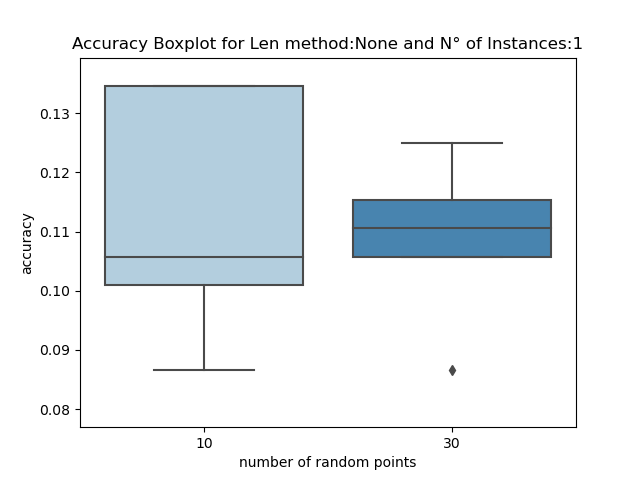 Accuracy Boxplot for Len method:None and N° of Instances:1
0.13
0.12
0.11
0.10
0.09
0.08
accuracy
10 30
number of random points